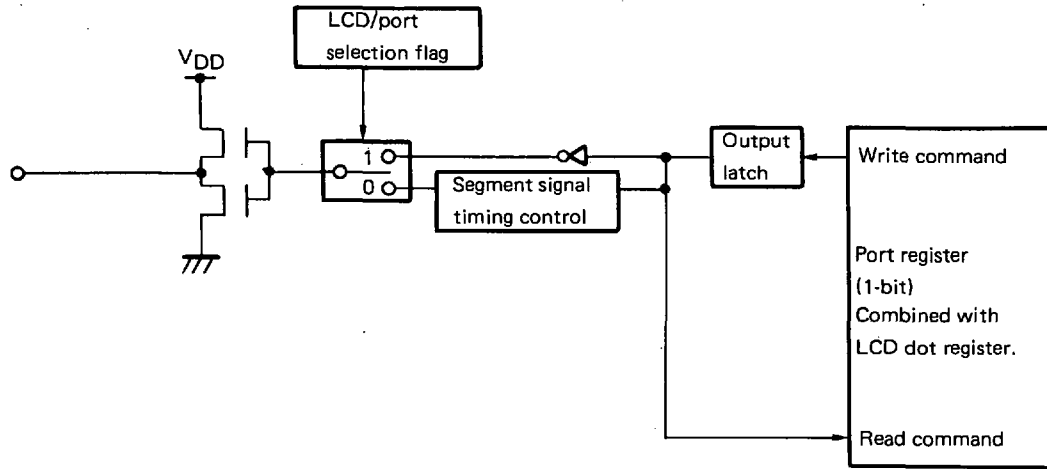 LCD/port
selection flag
VDD
1
0
Segment signal
timing control
Output
latch
Write command
Port register
(1-bit)
Combined with
LCD dot register.
Read command